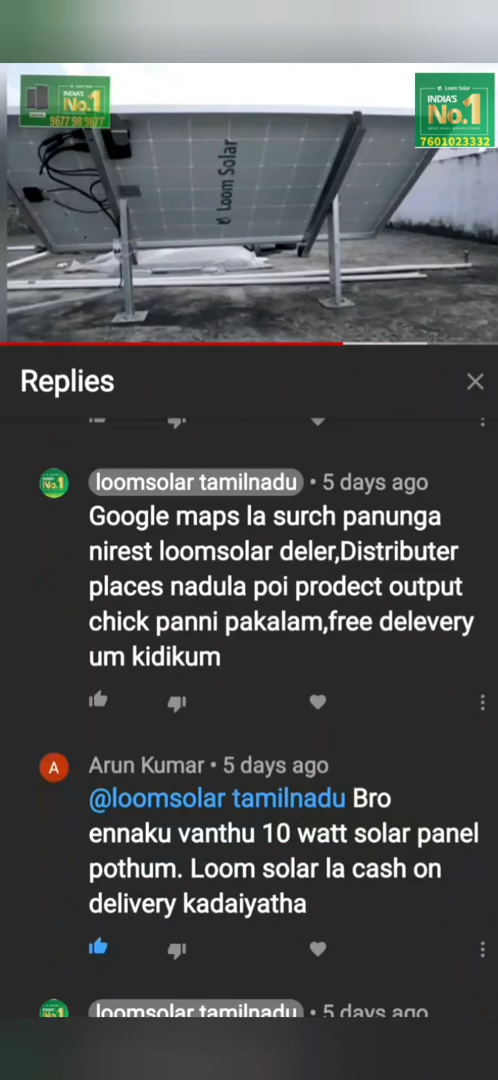 Loom Solar
INDIA'S
No.1
9677 98 9677
Loom Solar
INDIA'S
No.1
7601023332
Loom Solar
Replies
loomsolar tamilnadu • 5 days ago
Google maps la surch panunga
nirest loomsolar deler,Distributer
places nadula poi prodect output
chick panni pakalam,free delevery
um kidikum
A
Arun Kumar • 5 days ago
@loomsolar tamilnadu Bro
ennaku vanthu 10 watt solar panel
pothum. Loom solar la cash on
delivery kadaiyatha
loomsolar tamilnadu • 5 days ago